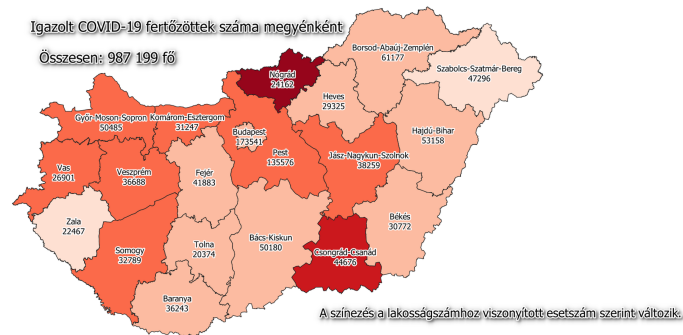 Igazolt COVID-19 fertőzöttek száma megyénként
Összesen: 987 199 fő
Borsod-Abaúj-Zemplén
61177
Szabolcs-Szatmár-Bereg
47296
Nógrád
24162
Heves
29325
Győr-Moson-Sopron
50485
Komárom-Esztergom
31247
Budapest
173541
Pest
135576
Hajdú-Bihar
53158
Jász-Nagykun-Szolnok
38259
Vas
26901
Veszprém
36688
Fejér
41883
Zala
22467
Somogy
32789
Tolna
20374
Bács-Kiskun
50180
Csongrád-Csanád
44676
Békés
30772
Baranya
36243
A színezés a lakosságszámhoz viszonyított esetszám szerint változik.